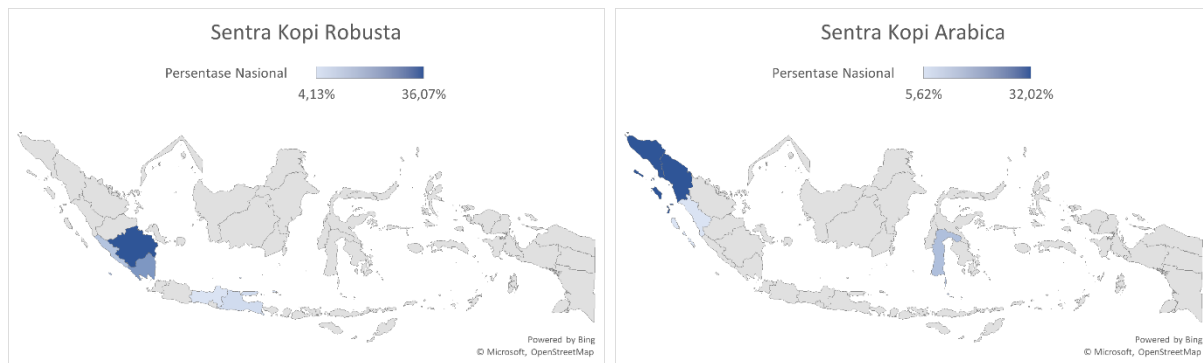 Sentra Kopi Robusta
Persentase Nasional
4,13%
36,07%
Powered by Bing
© Microsoft, OpenStreetMap
Sentra Kopi Arabica
Persentase Nasional
5,62%
32,02%
Powered by Bing
© Microsoft, OpenStreetMap